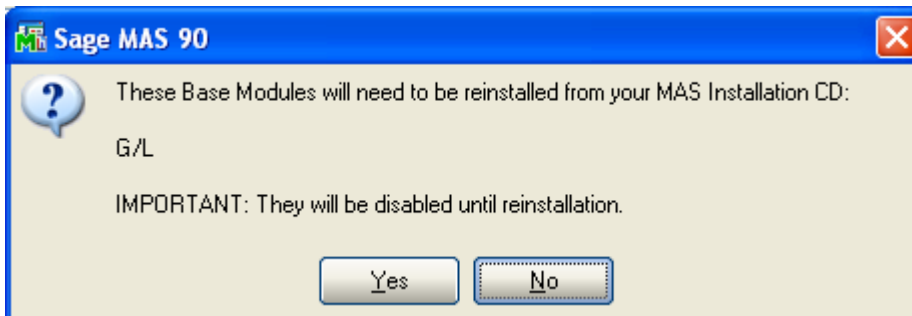 Sage MAS 90
These Base Modules will need to be reinstalled from your MAS Installation CD:
G/L
IMPORTANT: They will be disabled until reinstallation.
Yes No